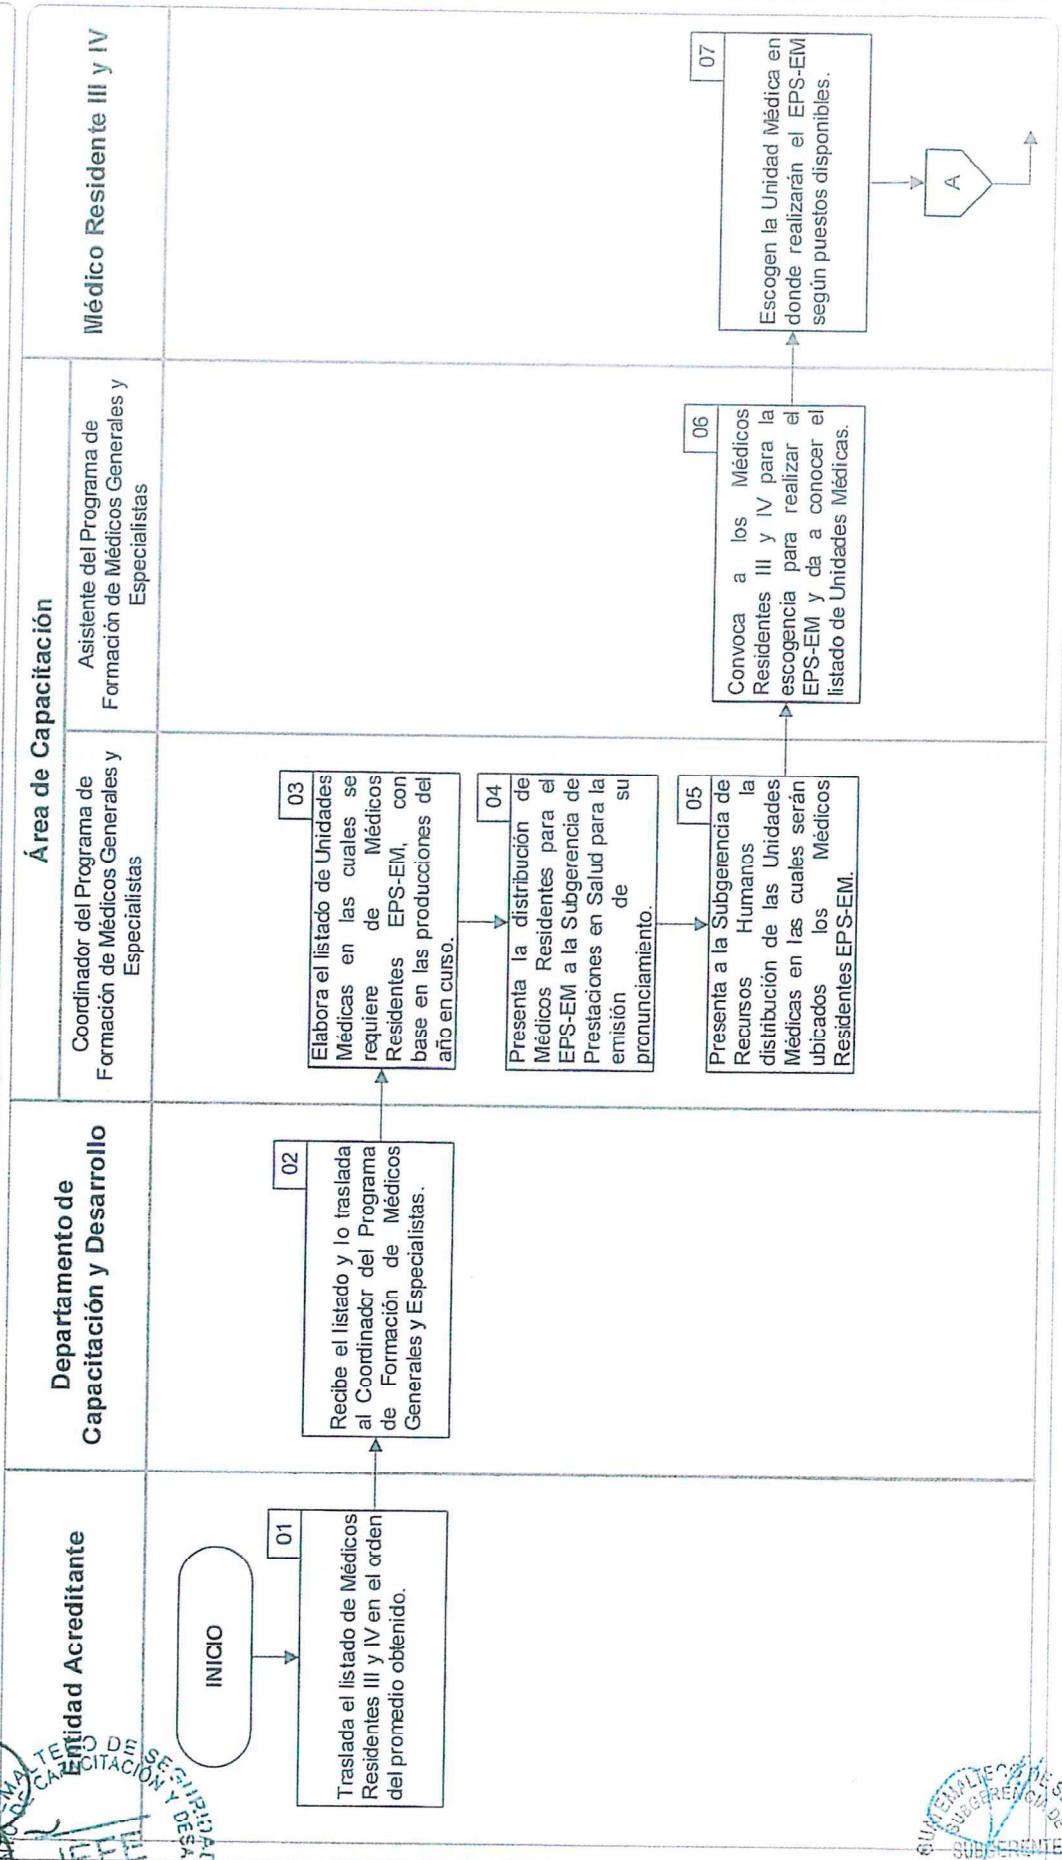 Entidad Acreditante
Departamento de
Capacitación y Desarrollo
Área de Capacitación
Coordinador del Programa de
Formación de Médicos Generales y
Especialistas
Asistente del Programa de
Formación de Médicos Generales y
Especialistas
Médico Residente III y IV
INICIO
01
Traslada el listado de Médicos
Residentes III y IV en el orden
del promedio obtenido.
02
Recibe el listado y lo traslada
al Coordinador del Programa
de Formación de Médicos
Generales y Especialistas.
03
Elabora el listado de Unidades
Médicas en las cuales se
requiere de Médicos
Residentes EPS-EM, con
base en las producciones del
año en curso.
04
Presenta la distribución de
Médicos Residentes para el
EPS-EM a la Subgerencia de
Prestaciones en Salud para la
emisión de su
pronunciamiento.
05
Presenta a la Subgerencia de
Recursos Humanos la
distribución de las Unidades
Médicas en las cuales serán
ubicados los Médicos
Residentes EPS-EM.
06
Convoca a los Médicos
Residentes III y IV para la
escogencia para realizar el
EPS-EM y da a conocer el
listado de Unidades Médicas.
07
Escogen la Unidad Médica en
donde realizarán el EPS-EM
según puestos disponibles.
A
DE CAPACITACIÓN Y DESA
SUBGERENCIA DE
SUBGERENTE